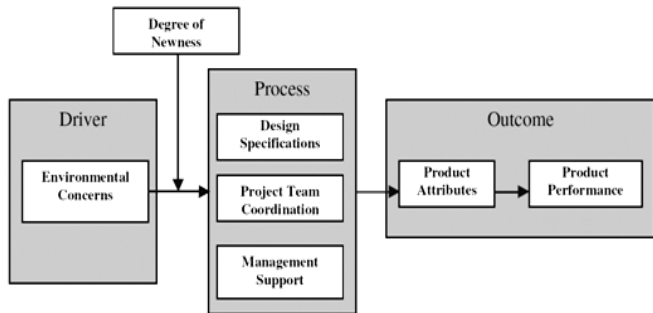 Degree of
Newness
Driver
Environmental
Concerns
Process
Design
Specifications
Project Team
Coordination
Management
Support
Outcome
Product
Attributes
Product
Performance